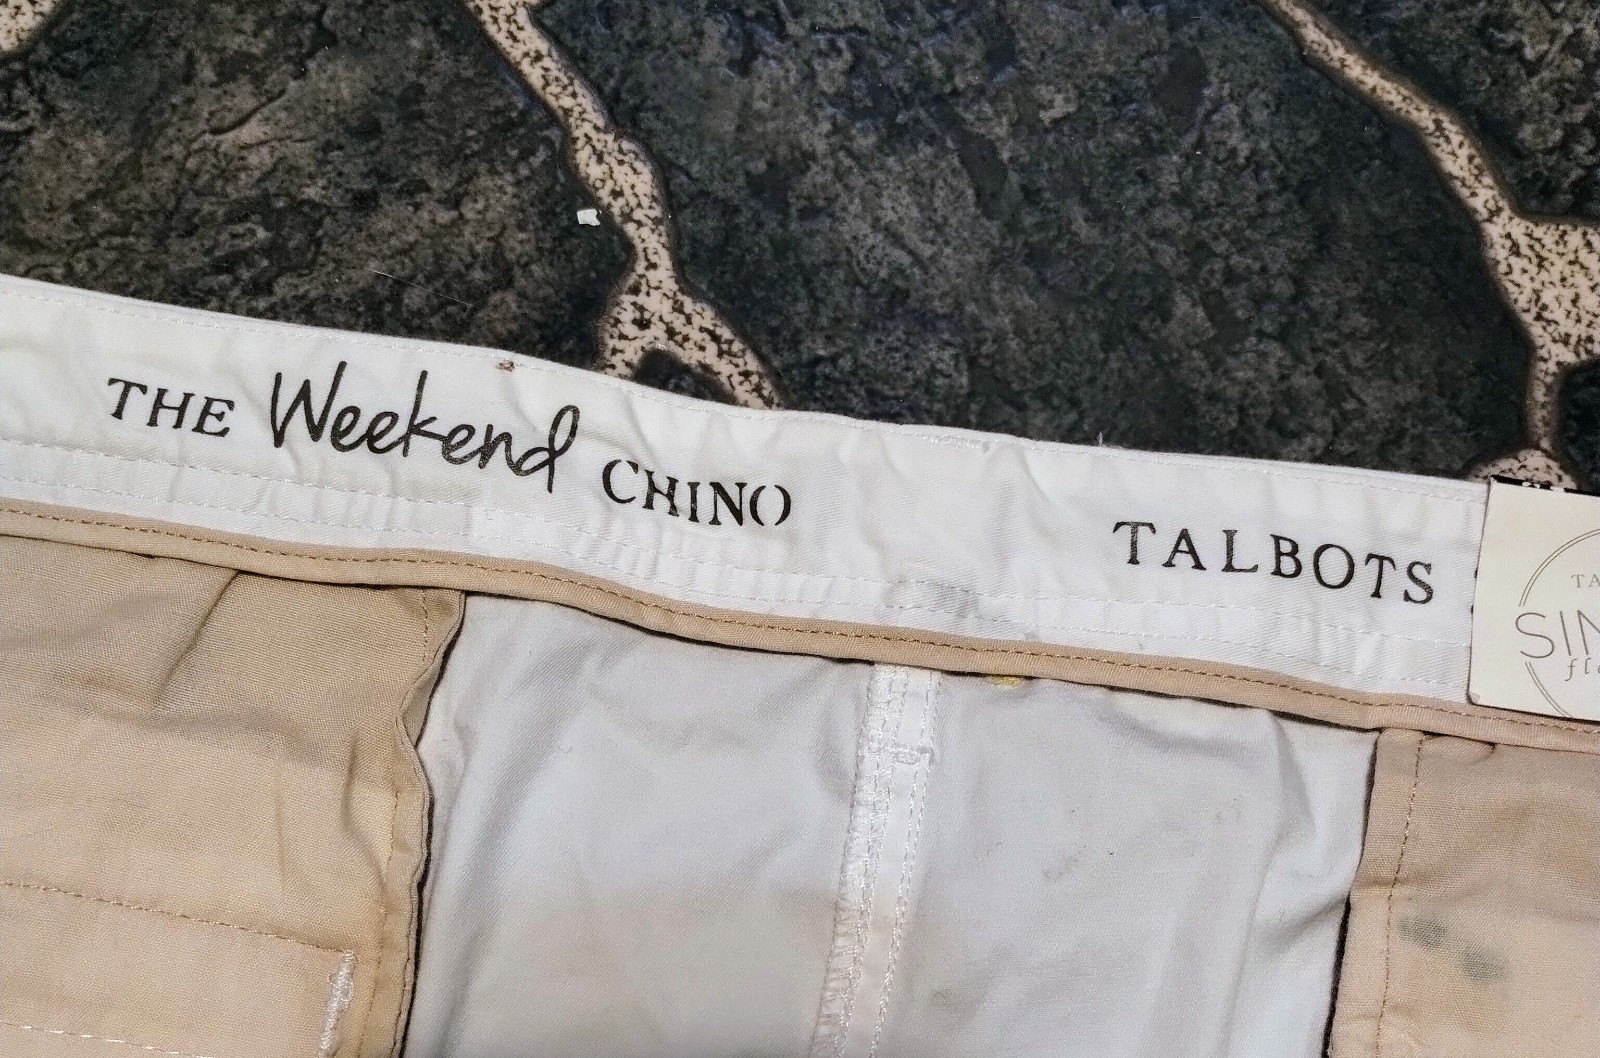 THE Weekend CHINO
TALBOTS